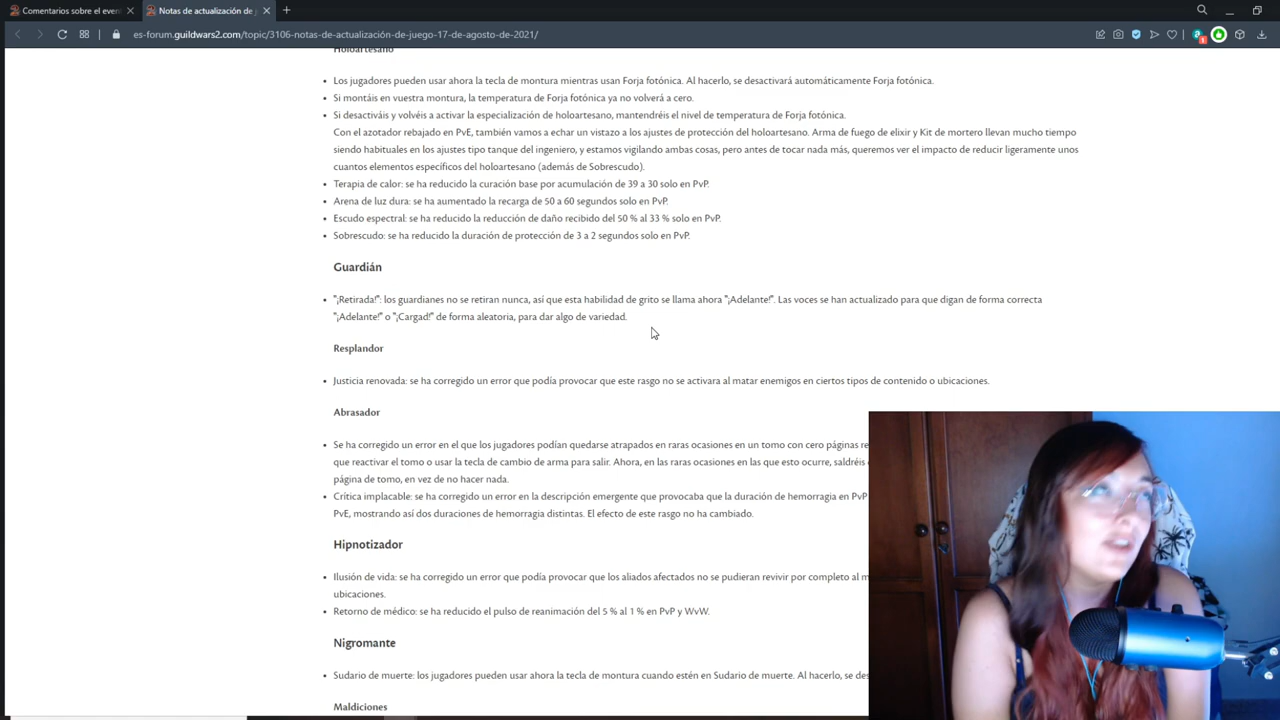 Comentarios sobre el even
Notas de actualización de j
es-forum.guildwars2.com/topic/3106-notas-de-actualización-de-juego-17-de-agosto-de-2021/
Holoartesano
Los jugadores pueden usar ahora la tecla de montura mientras usan Forja fotónica. Al hacerlo, se desactivará automáticamente Forja fotónica.
Si montáis en vuestra montura, la temperatura de Forja fotónica ya no volverá a cero.
Si desactiváis y volvéis a activar la especialización de holoartesano, mantendréis el nivel de temperatura de Forja fotónica.
Con el azotador rebajado en PvE, también vamos a echar un vistazo a los ajustes de protección del holoartesano. Arma de fuego de elixir y Kit de mortero llevan mucho tiempo
siendo habituales en los ajustes tipo tanque del ingeniero, y estamos vigilando ambas cosas, pero antes de tocar nada más, queremos ver el impacto de reducir ligeramente unos
cuantos elementos específicos del holoartesano (además de Sobrescudo).
Terapia de calor: se ha reducido la curación base por acumulación de 39 a 30 solo en PvP.
Arena de luz dura: se ha aumentado la recarga de 50 a 60 segundos solo en PvP.
Escudo espectral: se ha reducido la reducción de daño recibido del 50 % al 33 % solo en PvP.
Sobrescudo: se ha reducido la duración de protección de 3 a 2 segundos solo en PvP.
Guardián
"¡Retirada!": los guardianes no se retiran nunca, así que esta habilidad de grito se llama ahora "¡Adelante!". Las voces se han actualizado para que digan de forma correcta
"¡Adelante!" o "¡Cargad!" de forma aleatoria, para dar algo de variedad.
Resplandor
Justicia renovada: se ha corregido un error que podía provocar que este rasgo no se activara al matar enemigos en ciertos tipos de contenido o ubicaciones.
Abrasador
Se ha corregido un error en el que los jugadores podían quedarse atrapados en raras ocasiones en un tomo con cero páginas re
que reactivar el tomo o usar la tecla de cambio de arma para salir. Ahora, en las raras ocasiones en las que esto ocurre, saldréis
página de tomo, en vez de no hacer nada.
Crítica implacable: se ha corregido un error en la descripción emergente que provocaba que la duración de hemorragia en PvP
PvE, mostrando así dos duraciones de hemorragia distintas. El efecto de este rasgo no ha cambiado.
Hipnotizador
Ilusión de vida: se ha corregido un error que podía provocar que los aliados afectados no se pudieran revivir por completo al m
ubicaciones.
Retorno de médico: se ha reducido el pulso de reanimación del 5 % al 1 % en PvP y WvW.
Nigromante
Sudario de muerte: los jugadores pueden usar ahora la tecla de montura cuando estén en Sudario de muerte. Al hacerlo, se des
Maldiciones